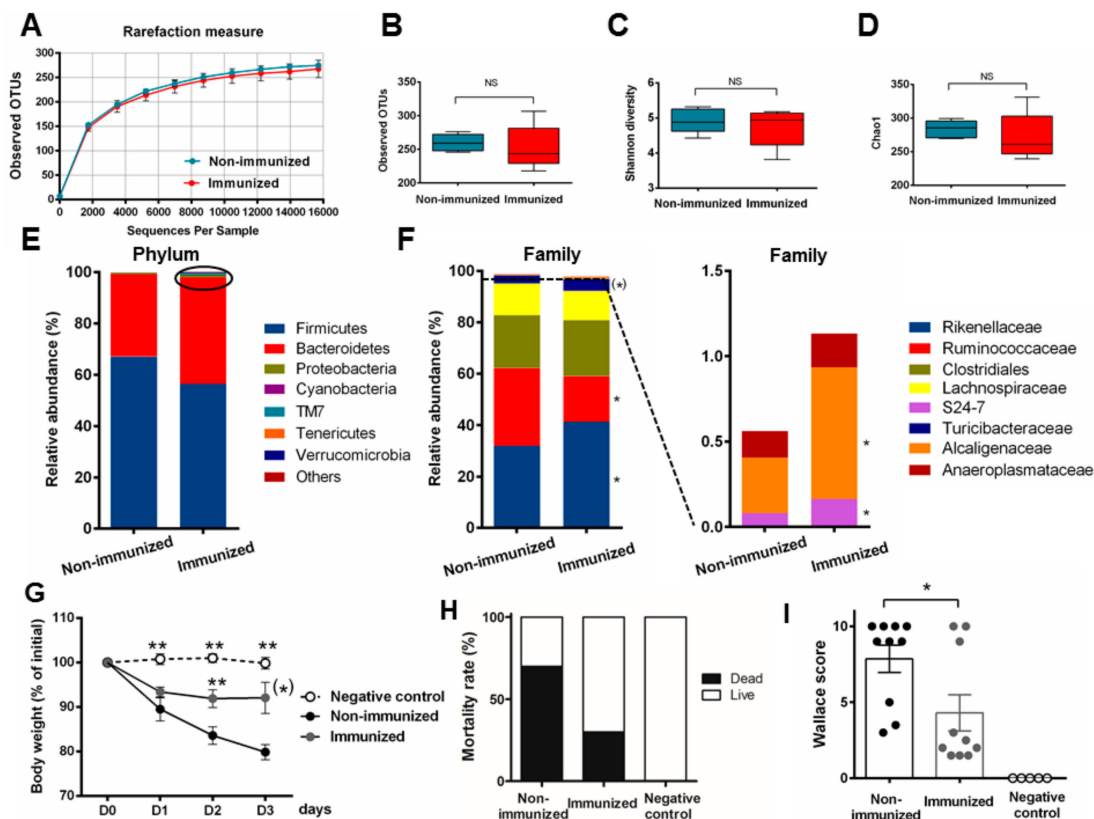 A
Rarefaction measure
Observed OTUs
300
250
200
150
100
50
0
0 2000 4000 6000 8000 10000 12000 14000 16000
Sequences Per Sample
Non-immunized
Immunized
B
Observed OTUs
350
300
250
200
NS
Non-immunized Immunized
C
Shannon diversity
6
5
4
3
NS
Non-immunized Immunized
D
Chao1
350
300
250
200
NS
Non-immunized Immunized
E
Phylum
Relative abundance (%)
100
80
60
40
20
0
Non-immunized
Immunized
Firmicutes
Bacteroidetes
Proteobacteria
Cyanobacteria
TM7
Tenericutes
Verrucomicrobia
Others
F
Family
Relative abundance (%)
100
80
60
40
20
0
(*)
*
*
Non-immunized
Immunized
Family
1.5
1.0
0.5
0.0
*
*
Non-immunized
Immunized
Rikenellaceae
Ruminococcaceae
Clostridiales
Lachnospiraceae
S24-7
Turicibacteraceae
Alcaligenaceae
Anaeroplasmataceae
G
Body weight (% of initial)
110
100
90
80
70
** ** **
** (*)
D0 D1 D2 D3 days
Negative control
Non-immunized
Immunized
H
Mortality rate (%)
100
50
0
Non-
immunized
Immunized
Negative
control
Dead
Live
I
Wallace score
10
5
0
*
Non-
immunized
Immunized
Negative
control